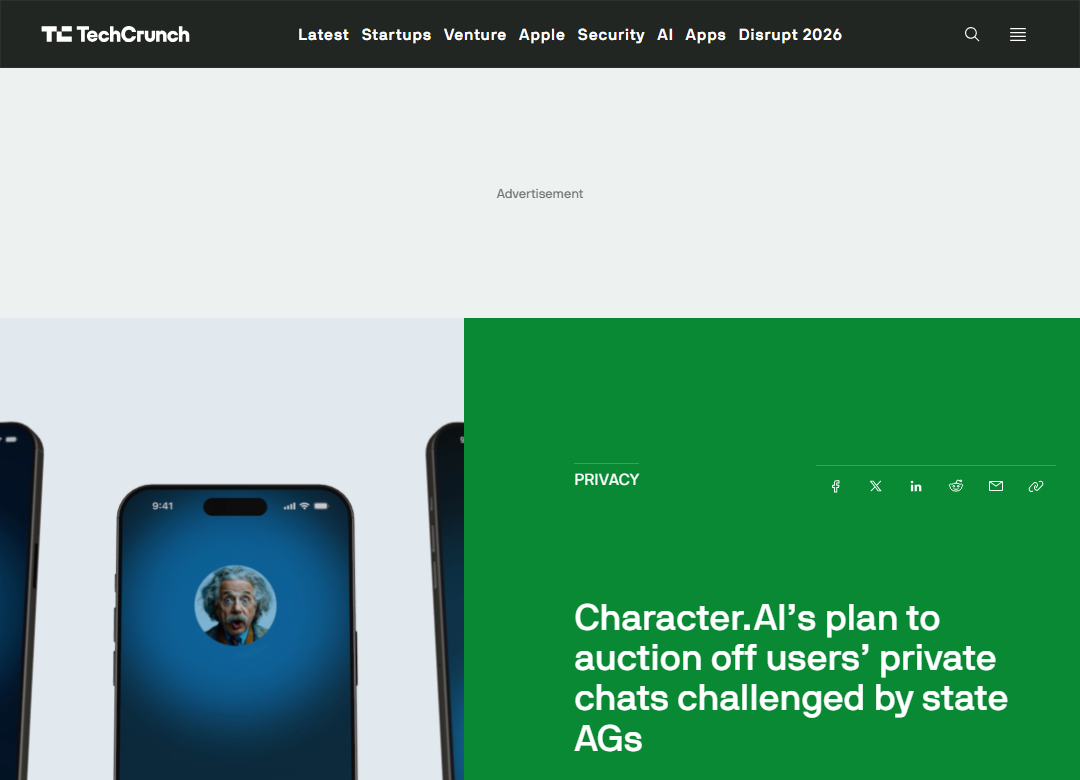 TechCrunch
Latest Startups Venture Apple Security AI Apps Disrupt 2026
Advertisement
9:41
PRIVACY
Character.AI’s plan to
auction off users’ private
chats challenged by state
AGs